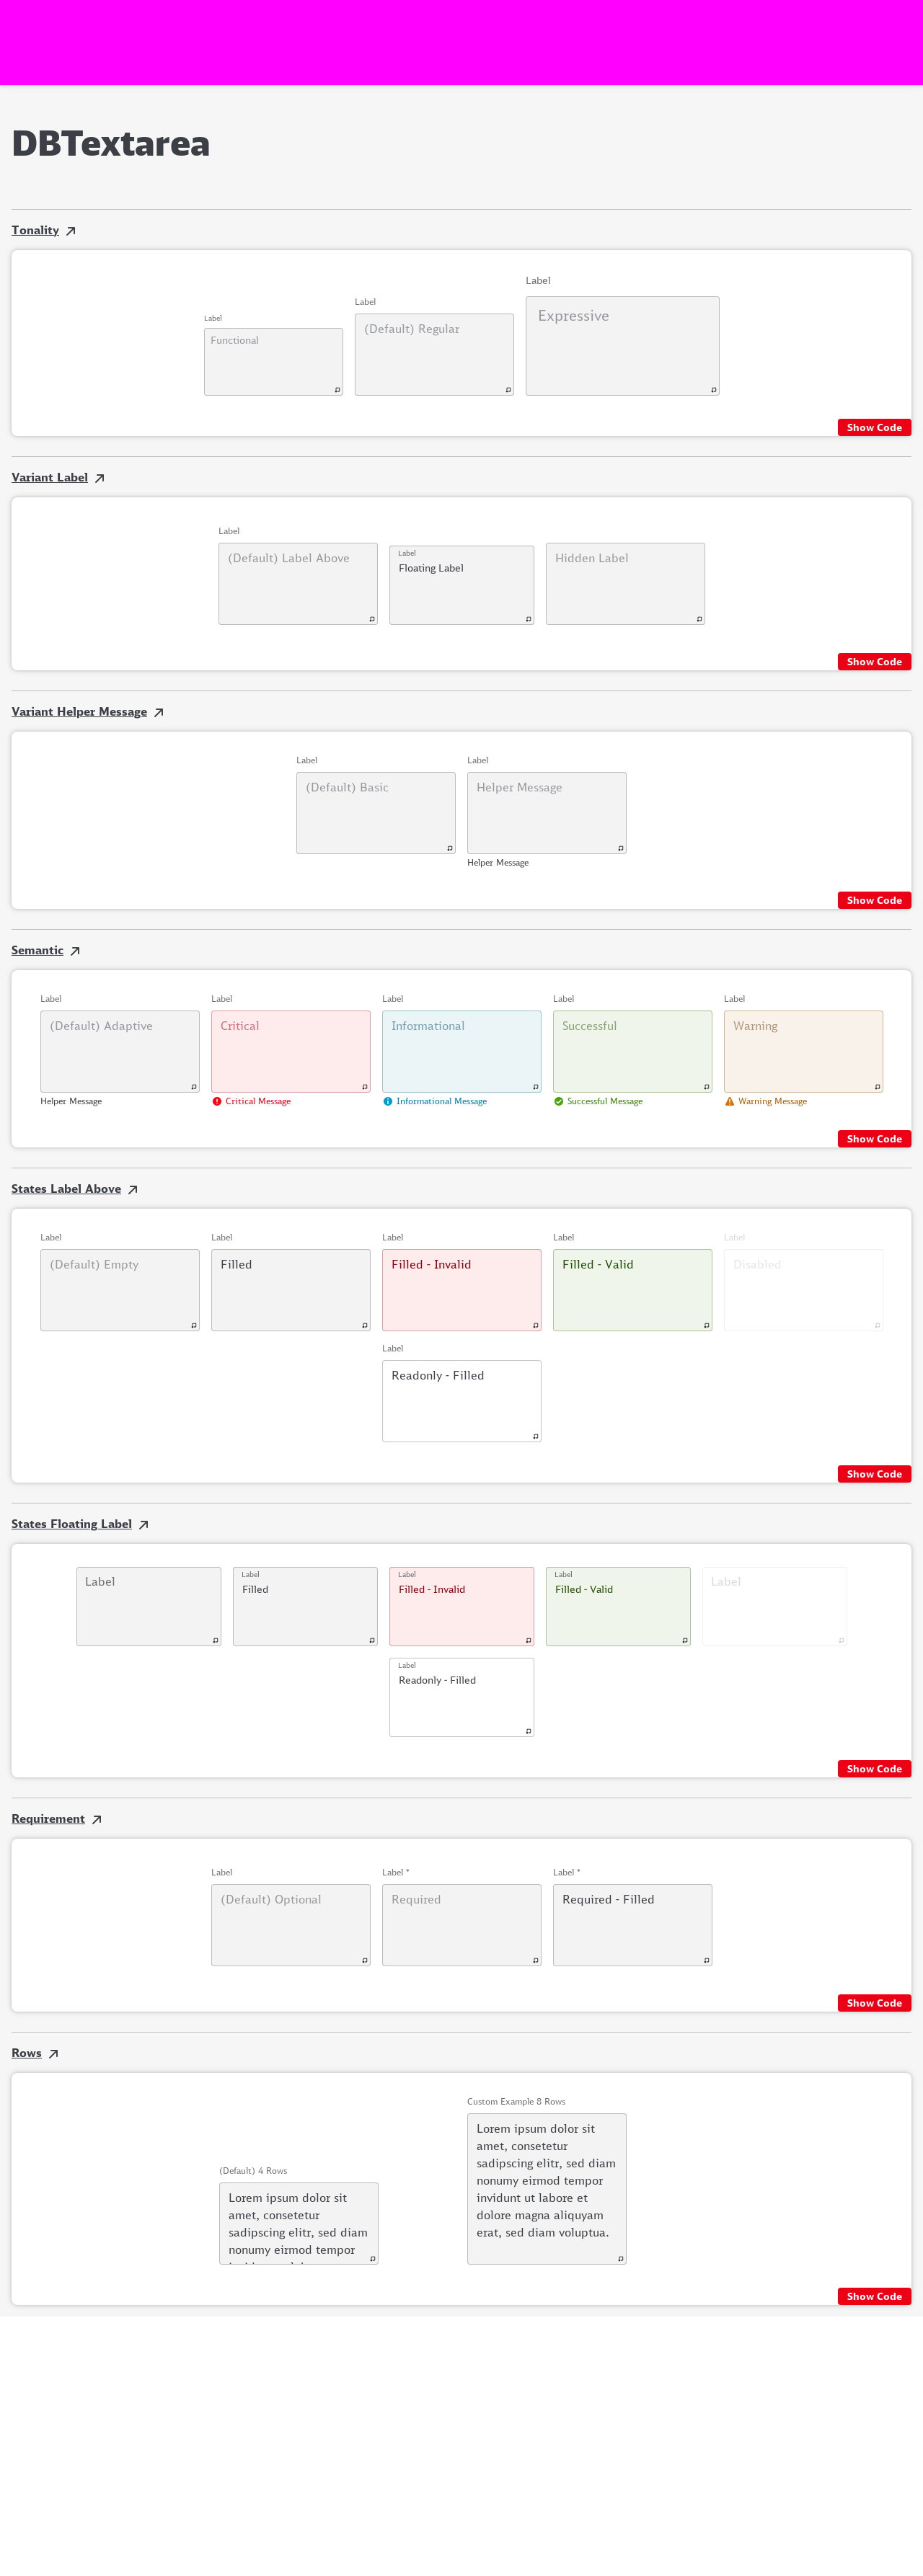 DBTextarea
Tonality
Label
Functional
Label
(Default) Regular
Label
Expressive
Show Code
Variant Label
Label
(Default) Label Above
Label
Floating Label
Hidden Label
Show Code
Variant Helper Message
Label
(Default) Basic
Label
Helper Message
Helper Message
Show Code
Semantic
Label
(Default) Adaptive
Helper Message
Label
Critical
Critical Message
Label
Informational
Informational Message
Label
Successful
Successful Message
Label
Warning
Warning Message
Show Code
States Label Above
Label
(Default) Empty
Label
Filled
Label
Filled - Invalid
Label
Filled - Valid
Label
Disabled
Label
Readonly - Filled
Show Code
States Floating Label
Label
Label
Filled
Label
Filled - Invalid
Label
Filled - Valid
Label
Label
Readonly - Filled
Show Code
Requirement
Label
(Default) Optional
Label *
Required
Label *
Required - Filled
Show Code
Rows
(Default) 4 Rows
Lorem ipsum dolor sit
amet, consetetur
sadipscing elitr, sed diam
nonumy eirmod tempor
Custom Example 8 Rows
Lorem ipsum dolor sit
amet, consetetur
sadipscing elitr, sed diam
nonumy eirmod tempor
invidunt ut labore et
dolore magna aliquyam
erat, sed diam voluptua.
Show Code